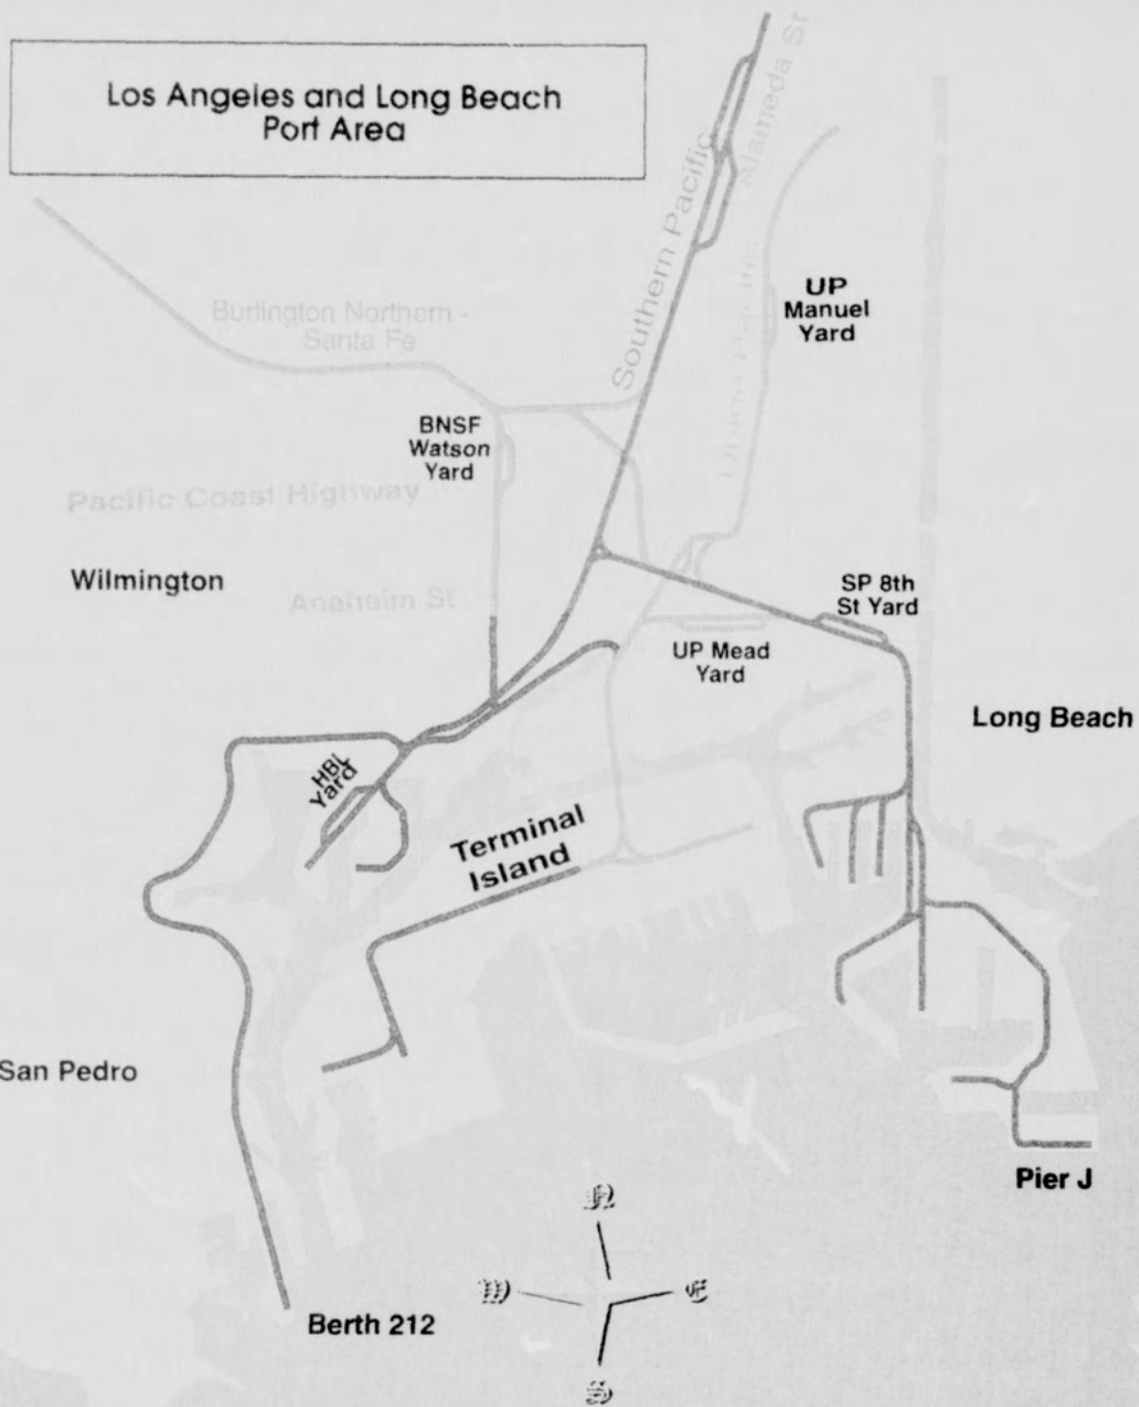 Los Angeles and Long Beach
Port Area
Southern Pacific
Alameda St
Union Pacific
Burlington Northern -
Santa Fe
UP
Manuel
Yard
BNSF
Watson
Yard
Pacific Coast Highway
Wilmington
Anaheim St
SP 8th
St Yard
UP Mead
Yard
Long Beach
HBL
Yard
Terminal
Island
San Pedro
Pier J
Berth 212
N
W
E
S